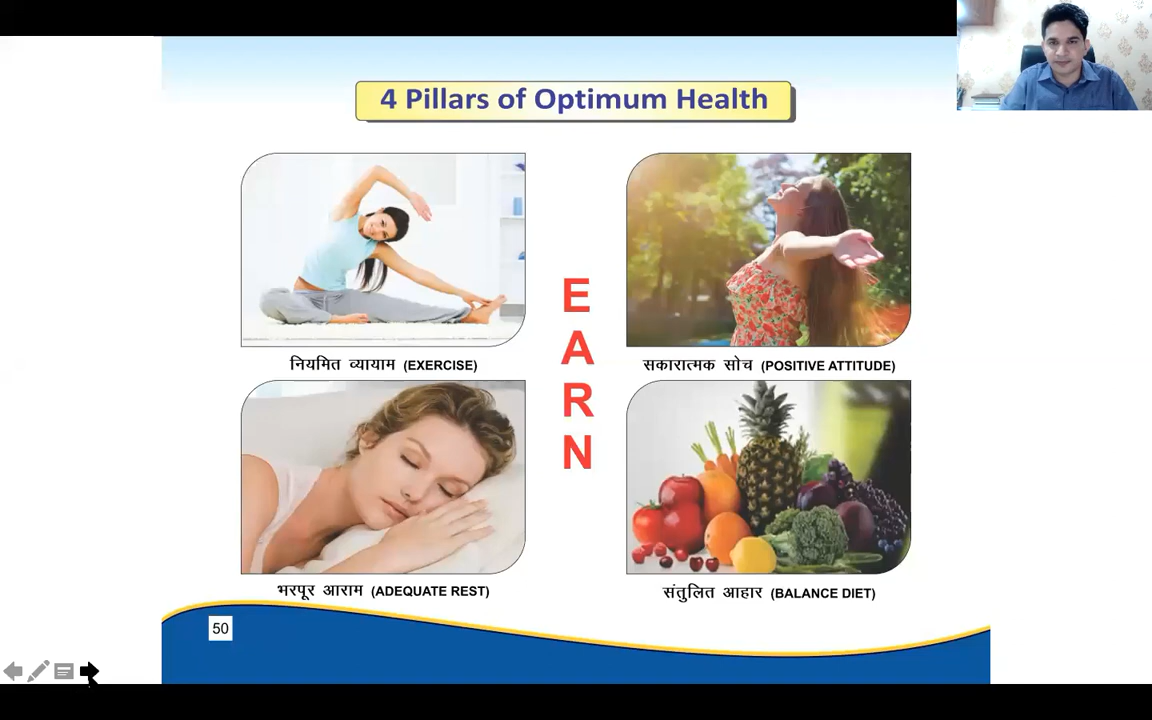 4 Pillars of Optimum Health
नियमित व्यायाम (EXERCISE)
सकारात्मक सोच (POSITIVE ATTITUDE)
E
A
R
N
भरपूर आराम (ADEQUATE REST)
संतुलित आहार (BALANCE DIET)
50